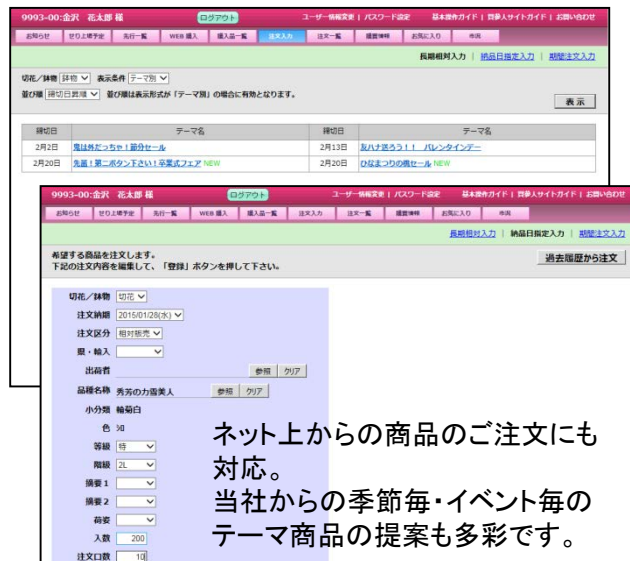 9993-00:金沢 花太郎 様 ログアウト ユーザー情報変更 | パスワード設定 基本操作ガイド | 買参人サイトガイド | お問い合わせ
お知らせ せり上場予定 先行一覧 WEB購入 購入品一覧 注文入力 注文一覧 購買情報 お気に入り 市況
長期相対入力 | 納品日指定入力 | 期間注文入力
切花／鉢物 鉢物 表示条件 テーマ別
並び順 締切日昇順 並び順は表示形式が「テーマ別」の場合に有効となります。
表示
締切日 テーマ名 締切日 テーマ名
2月2日 鬼は外だっちゃ！節分セール 2月13日 友ハナ送ろう！！ バレンタインデー
2月20日 先輩！第二ボタン下さい！卒業式フェア NEW 2月20日 ひなまつりの桃セール NEW
9993-00:金沢 花太郎 様 ログアウト ユーザー情報変更 | パスワード設定 基本操作ガイド | 買参人サイトガイド | お問い合わせ
お知らせ せり上場予定 先行一覧 WEB購入 購入品一覧 注文入力 注文一覧 購買情報 お気に入り 市況
長期相対入力 | 納品日指定入力 | 期間注文入力
希望する商品を注文します。
下記の注文内容を編集して、「登録」ボタンを押して下さい。
過去履歴から注文
切花／鉢物 切花
注文納期 2015/01/28(水)
注文区分 相対販売
県・輸入
出荷者 参照 クリア
品種名称 秀芳の力雪美人 参照 クリア
小分類 輪菊白
色 ｼﾛ
等級 特
階級 2L
摘要1
摘要2
荷姿
入数 200
注文口数 10
ネット上からの商品のご注文にも
対応。
当社からの季節毎・イベント毎の
テーマ商品の提案も多彩です。